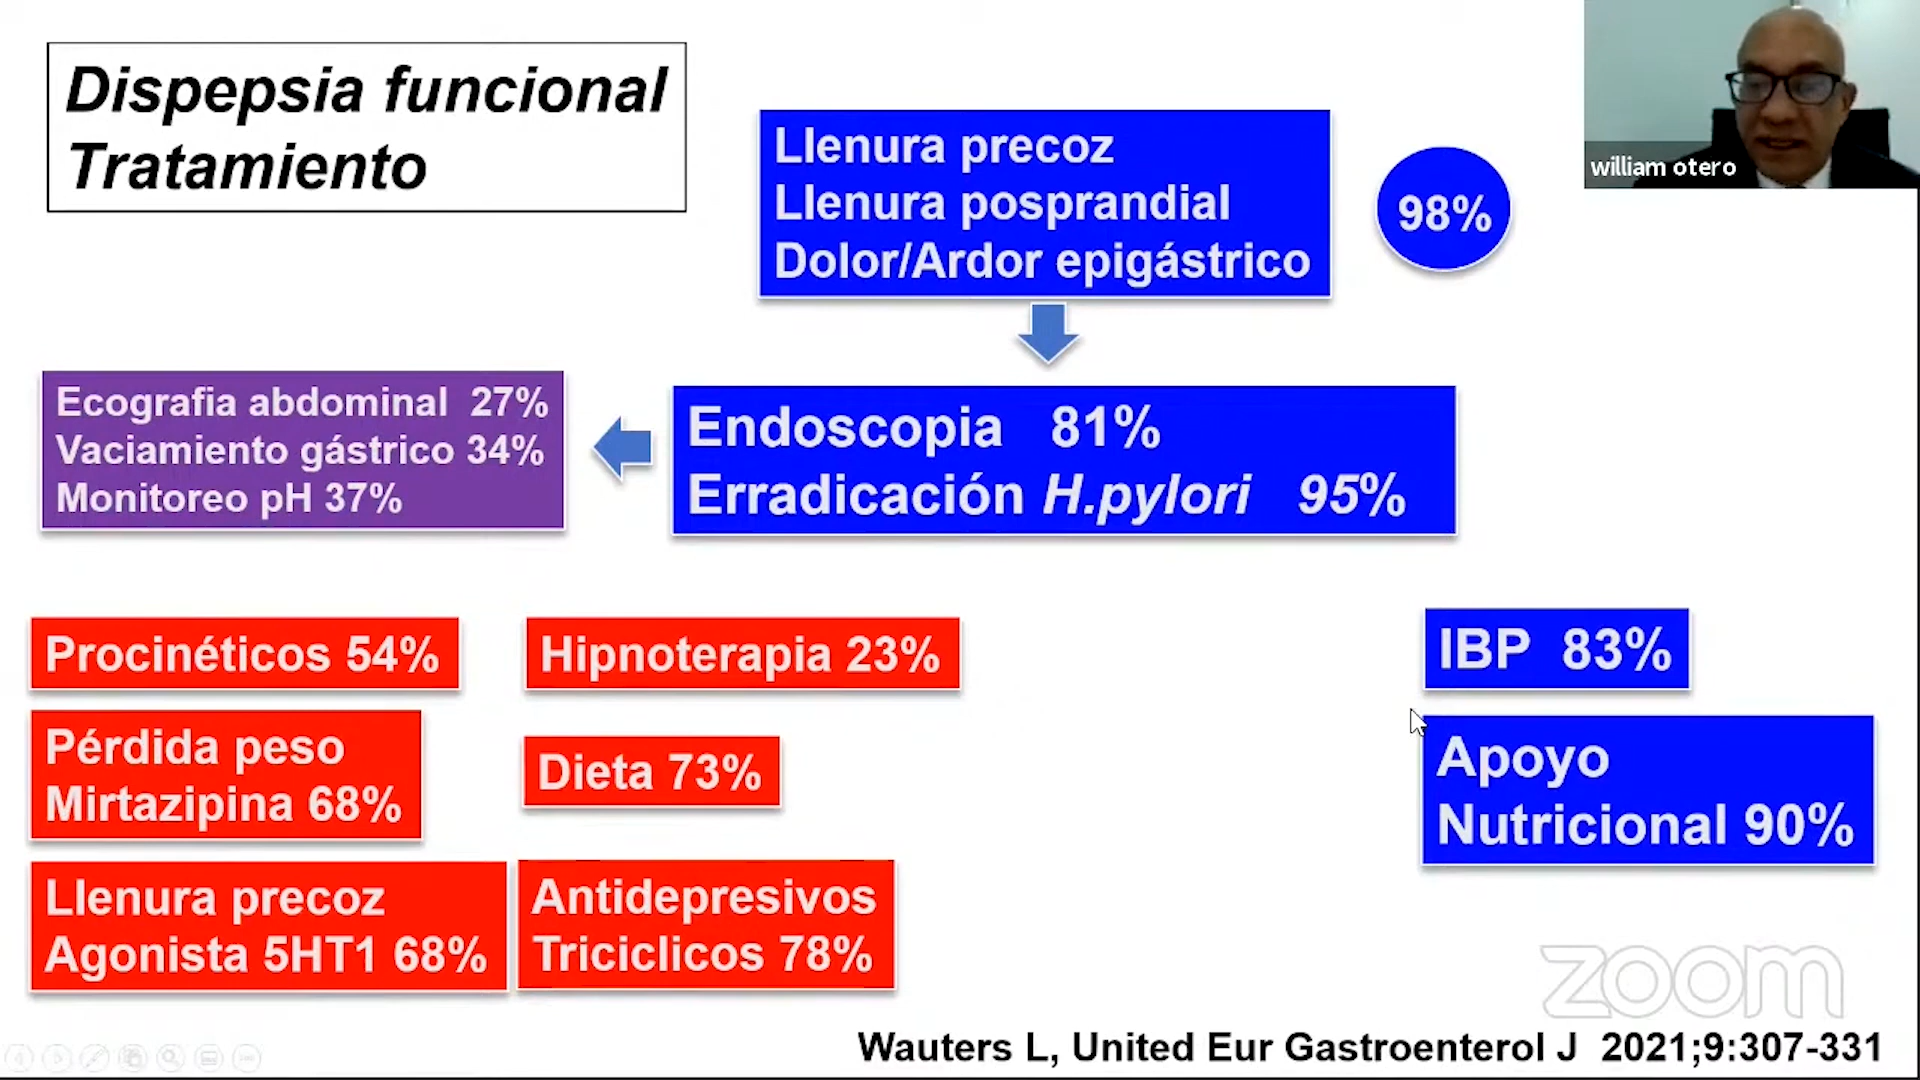 Dispepsia funcional
Tratamiento
Llenura precoz
Llenura posprandial
Dolor/Ardor epigástrico
98%
william otero
Ecografia abdominal 27%
Vaciamiento gástrico 34%
Monitoreo pH 37%
Endoscopia 81%
Erradicación H.pylori 95%
Procinéticos 54%
Hipnoterapia 23%
IBP 83%
Pérdida peso
Mirtazipina 68%
Dieta 73%
Apoyo
Nutricional 90%
Llenura precoz
Agonista 5HT1 68%
Antidepresivos
Triciclicos 78%
zoom
Wauters L, United Eur Gastroenterol J 2021;9:307-331